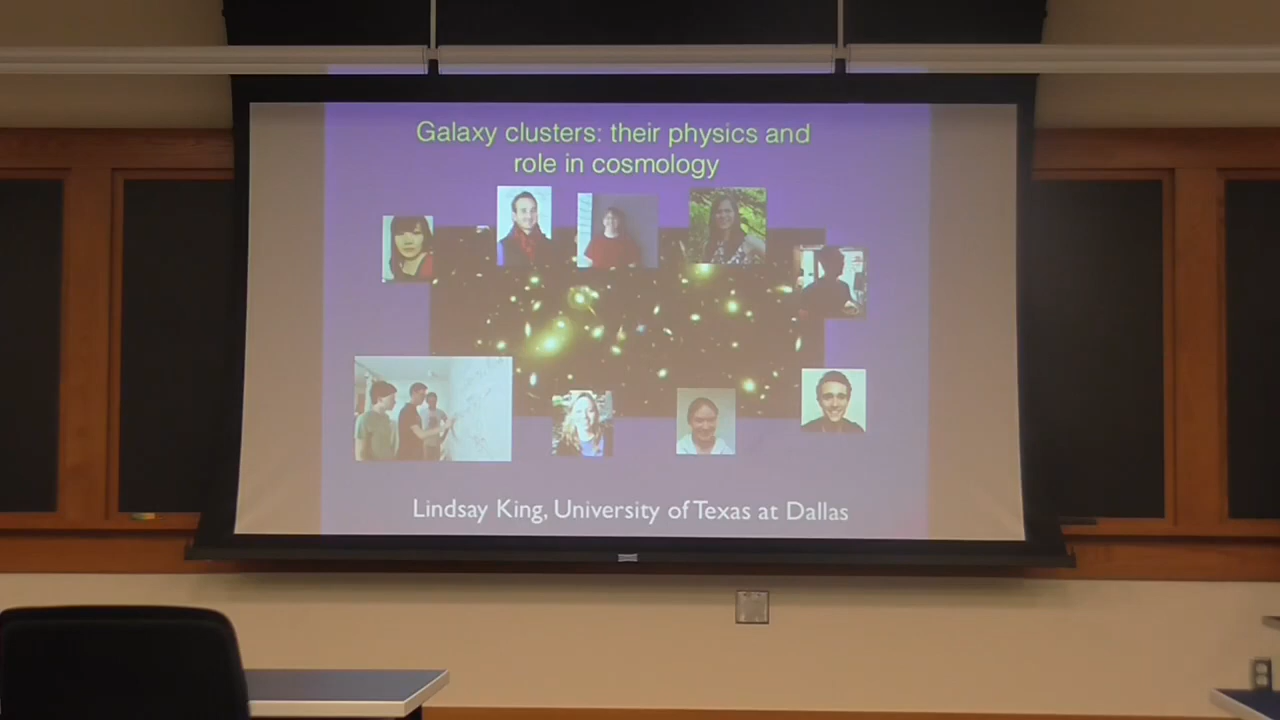 Galaxy clusters: their physics and
role in cosmology
Lindsay King, University of Texas at Dallas